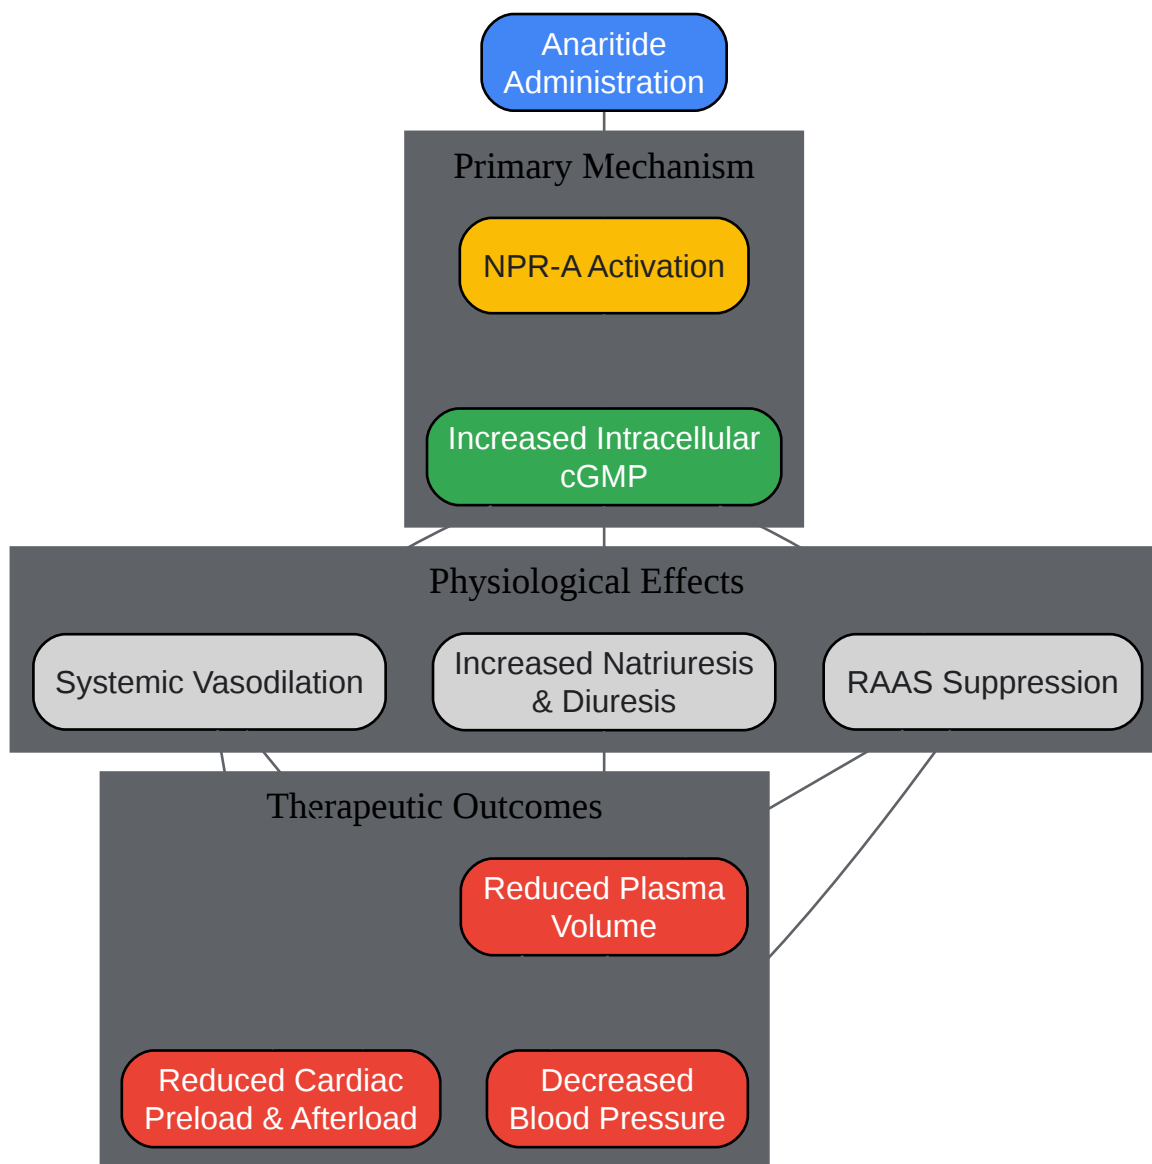 Anaritide
Administration
Primary Mechanism
NPR-A Activation
Increased Intracellular
cGMP
Physiological Effects
Systemic Vasodilation
Increased Natriuresis
& Diuresis
RAAS Suppression
Therapeutic Outcomes
Reduced Plasma
Volume
Reduced Cardiac
Preload & Afterload
Decreased
Blood Pressure